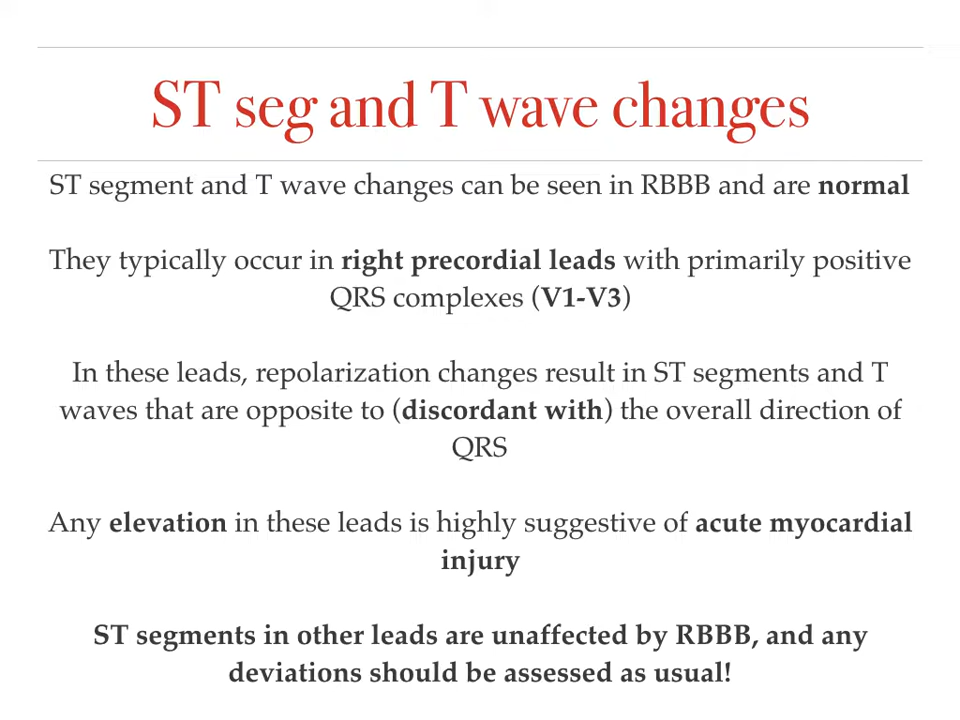 ST seg and T wave changes
ST segment and T wave changes can be seen in RBBB and are normal
They typically occur in right precordial leads with primarily positive
QRS complexes (V1-V3)
In these leads, repolarization changes result in ST segments and T
waves that are opposite to (discordant with) the overall direction of
QRS
Any elevation in these leads is highly suggestive of acute myocardial
injury
ST segments in other leads are unaffected by RBBB, and any
deviations should be assessed as usual!